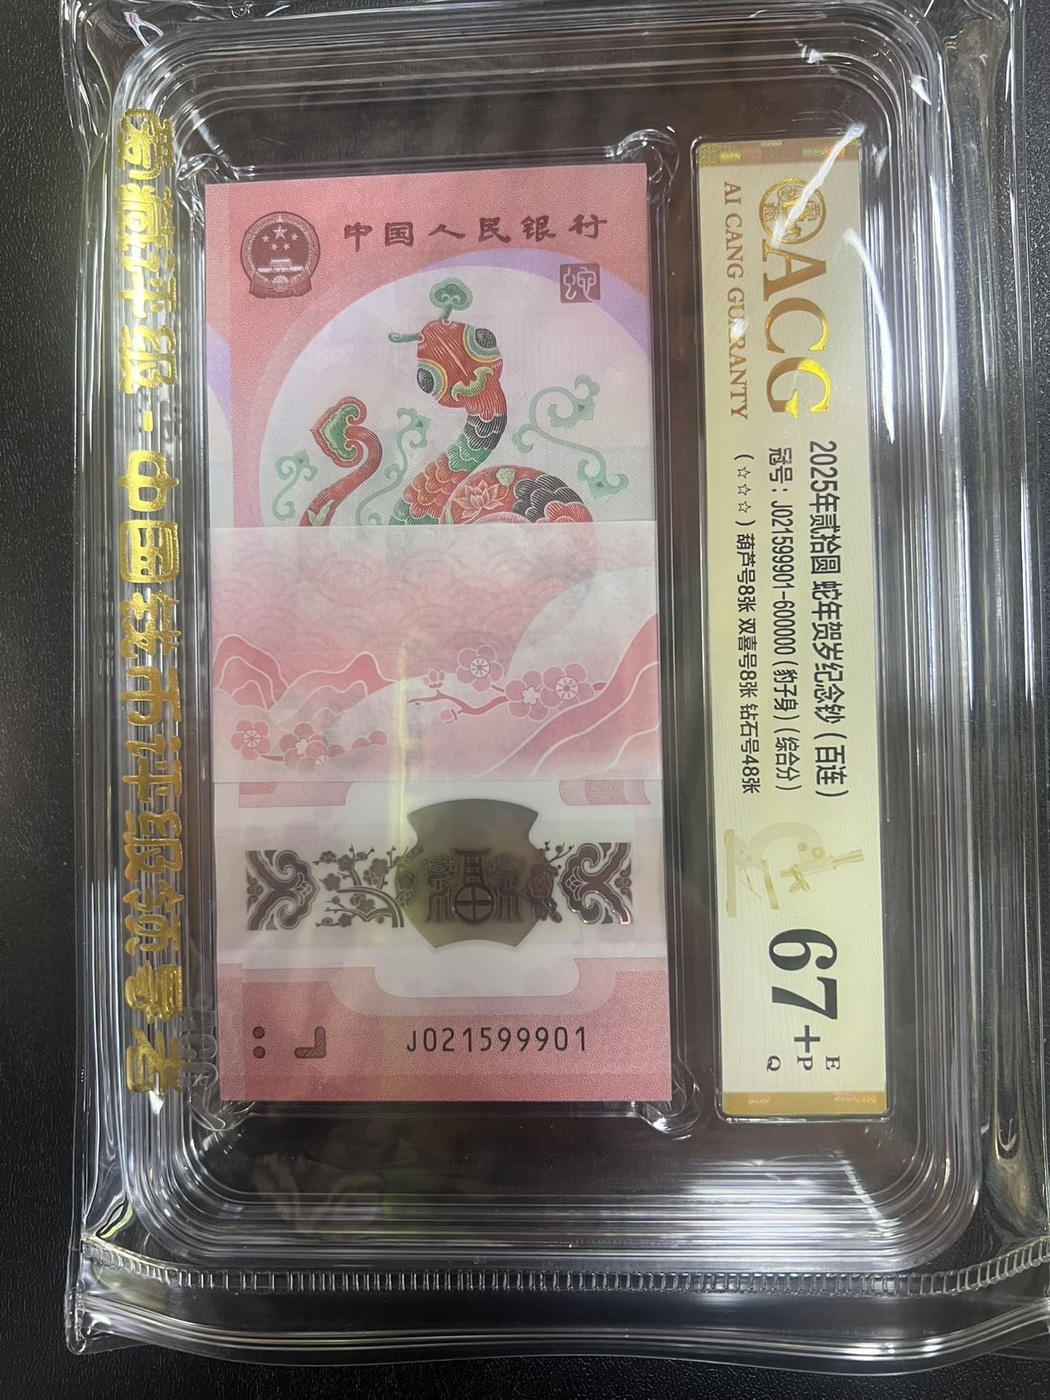 中国人民银行
J021599901
ACG
AI CANG GUARANTY
2025年贰拾圆 蛇年贺岁纪念钞（百连）
冠号：J021599901-600000（豹子身）（综合分）
（☆☆☆）葫芦号8张 双喜号8张 钻石号48张
67+
E
P
Q
爱藏评级-中国钱币评级领导者